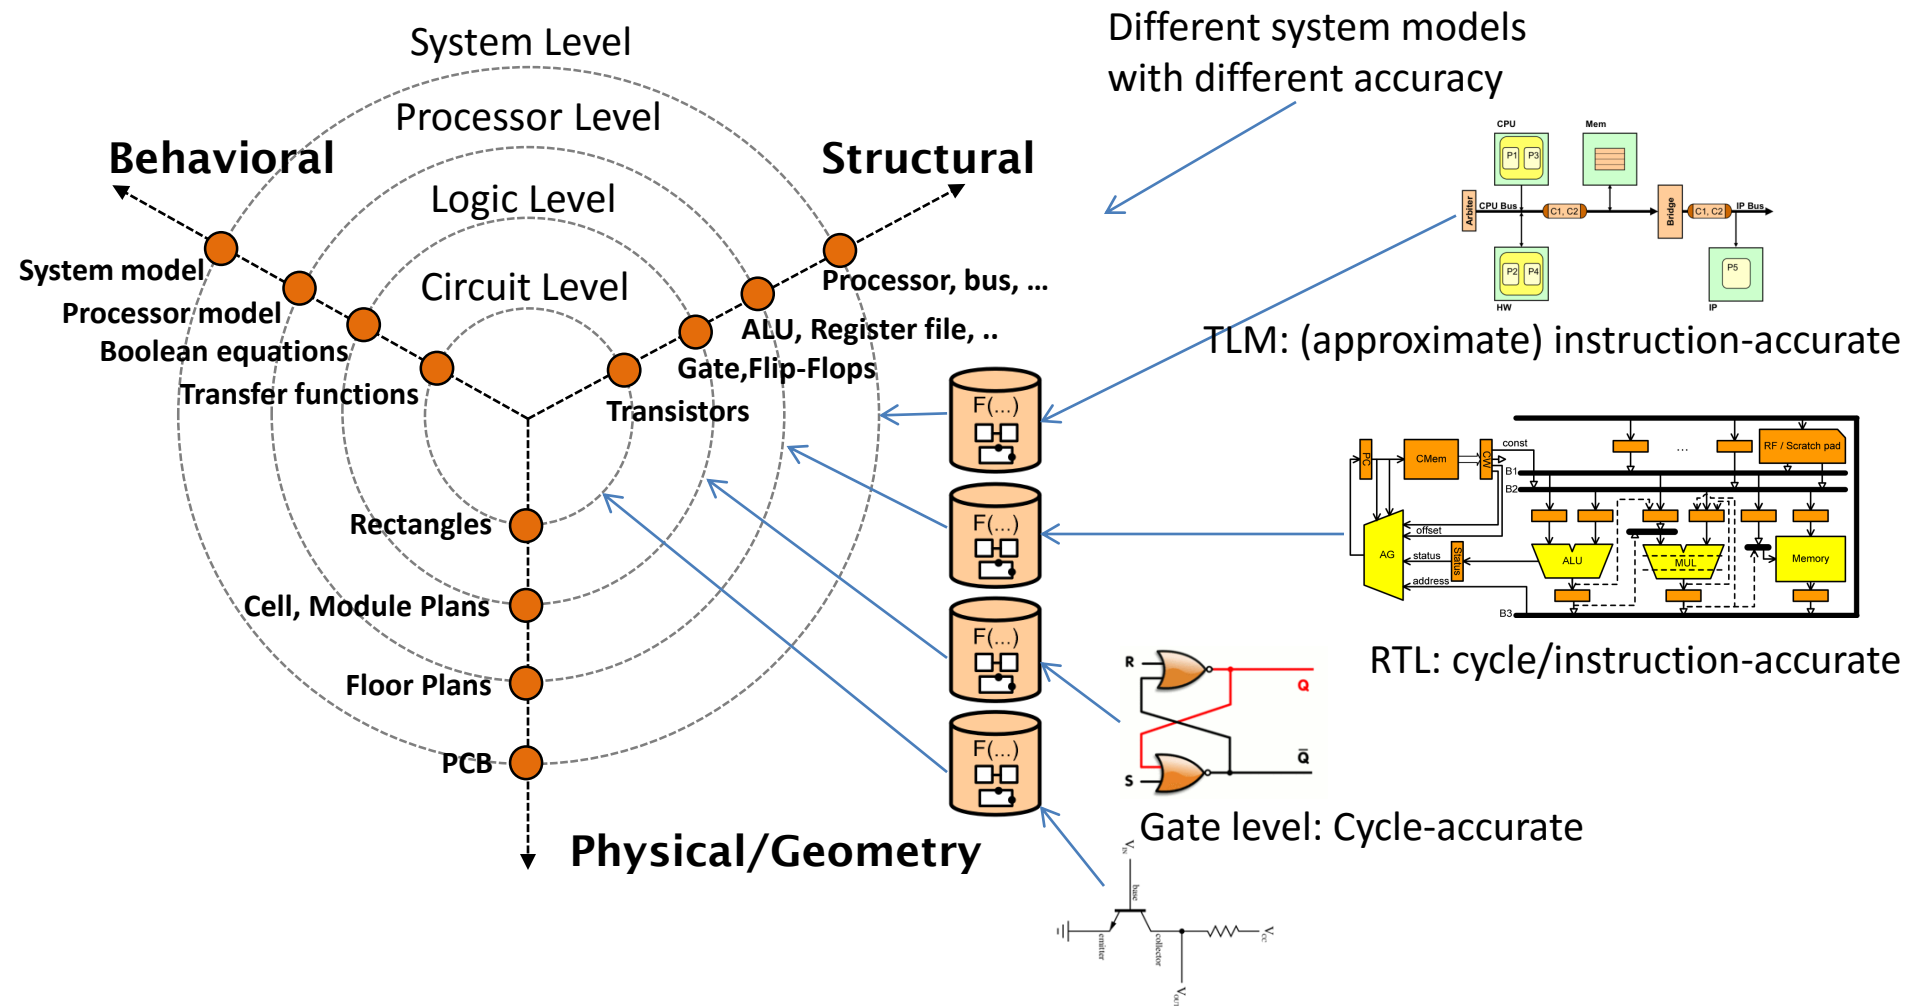 System Level
Processor Level
Logic Level
Circuit Level
Behavioral
Structural
System model
Processor model
Boolean equations
Transfer functions
Processor, bus, ...
ALU, Register file, ..
Gate,Flip-Flops
Transistors
Rectangles
Cell, Module Plans
Floor Plans
PCB
Physical/Geometry
F(...)
F(...)
F(...)
F(...)
Different system models
with different accuracy
CPU
Mem
P1
P3
Arbiter
CPU Bus
C1, C2
Bridge
C1, C2
IP Bus
P2
P4
P5
HW
IP
TLM: (approximate) instruction-accurate
PC
CMem
CW
const
...
RF / Scratch pad
B1
B2
offset
AG
status
Status
address
ALU
MUL
Memory
B3
RTL: cycle/instruction-accurate
R
Q
S
Q̅
Gate level: Cycle-accurate
VIN
base
emitter
collector
VCC
VOUT